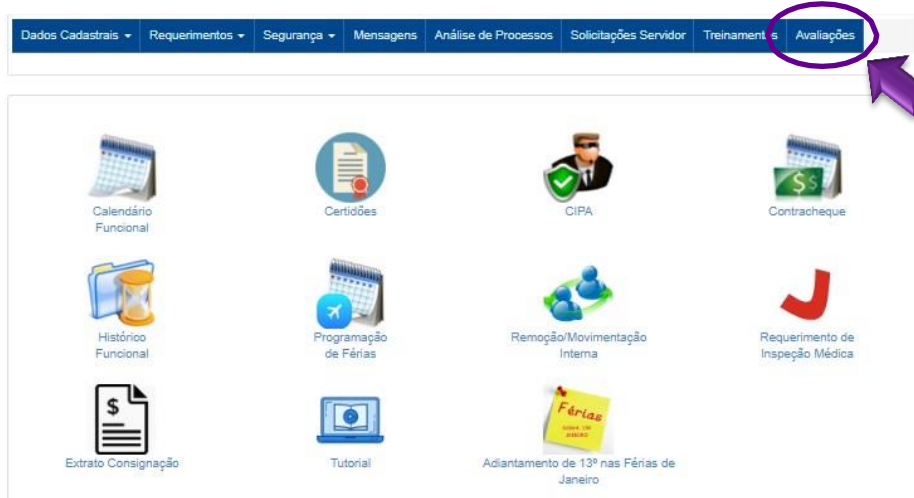 Dados Cadastrais Requerimentos Segurança Mensagens Análise de Processos Solicitações Servidor Treinamentos Avaliações
Calendário
Funcional
Certidões
CIPA
$$
Contracheque
Histórico
Funcional
Programação
de Férias
Remoção/Movimentação
Interna
Requerimento de
Inspeção Médica
$
Extrato Consignação
Tutorial
Férias
Adiantamento de 13º nas Férias de
Janeiro